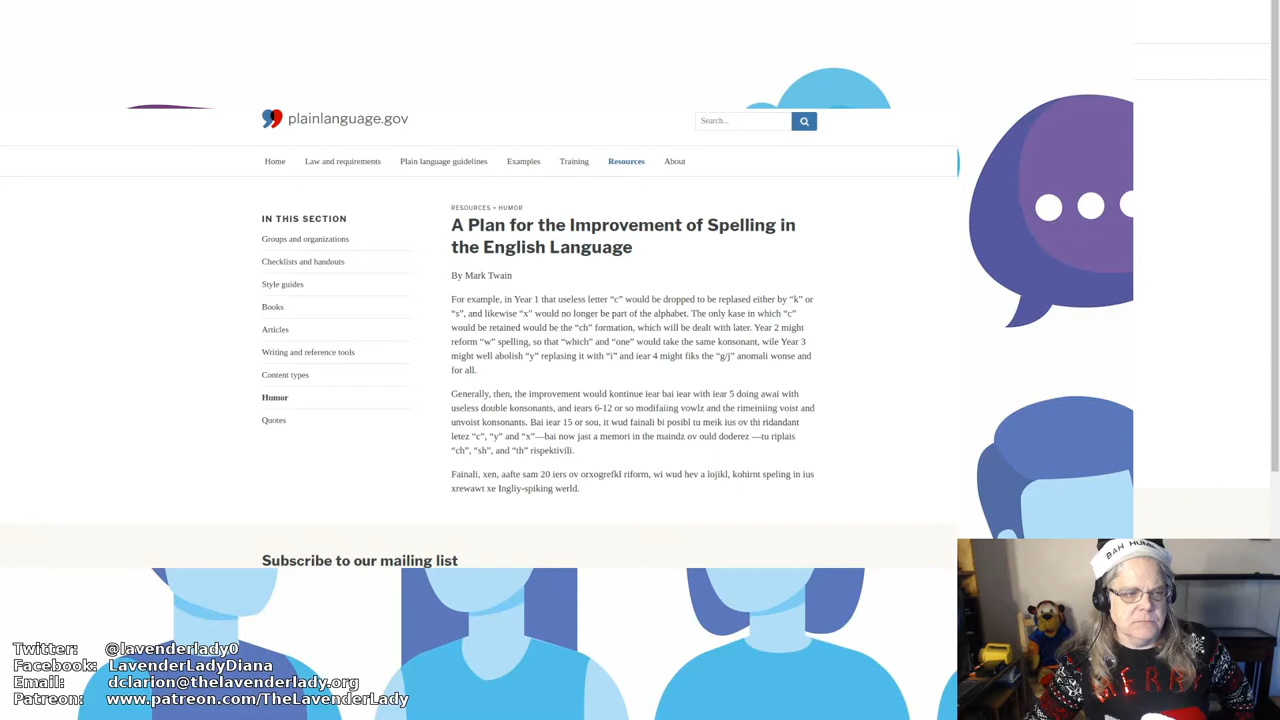 plainlanguage.gov
Search...
Home Law and requirements Plain language guidelines Examples Training Resources About
IN THIS SECTION
Groups and organizations
Checklists and handouts
Style guides
Books
Articles
Writing and reference tools
Content types
Humor
Quotes
RESOURCES > HUMOR
A Plan for the Improvement of Spelling in
the English Language
By Mark Twain
For example, in Year 1 that useless letter “c” would be dropped to be replased either by “k” or
“s”, and likewise “x” would no longer be part of the alphabet. The only kase in which “c”
would be retained would be the “ch” formation, which will be dealt with later. Year 2 might
reform “w” spelling, so that “which” and “one” would take the same konsonant, wile Year 3
might well abolish “y” replasing it with “i” and iear 4 might fiks the “g/j” anomali wonse and
for all.
Generally, then, the improvement would kontinue iear bai iear with iear 5 doing awai with
useless double konsonants, and iears 6-12 or so modifaiing vowlz and the rimeiniing voist and
unvoist konsonants. Bai iear 15 or sou, it wud fainali bi posibl tu meik ius ov thi ridandant
letez “c”, “y” and “x”—bai now jast a memori in the maindz ov ould doderez —tu riplais
“ch”, “sh”, and “th” rispektivili.
Fainali, xen, aafte sam 20 iers ov orxogrefkl riform, wi wud hev a lojikl, kohirnt speling in ius
xrewawt xe Ingliy-spiking werld.
Subscribe to our mailing list
Twitter: @lavenderlady0
Facebook: LavenderLadyDiana
Email: dclarion@thelavenderlady.org
Patreon: www.patreon.com/TheLavenderLady
BAH HUM
MERRY